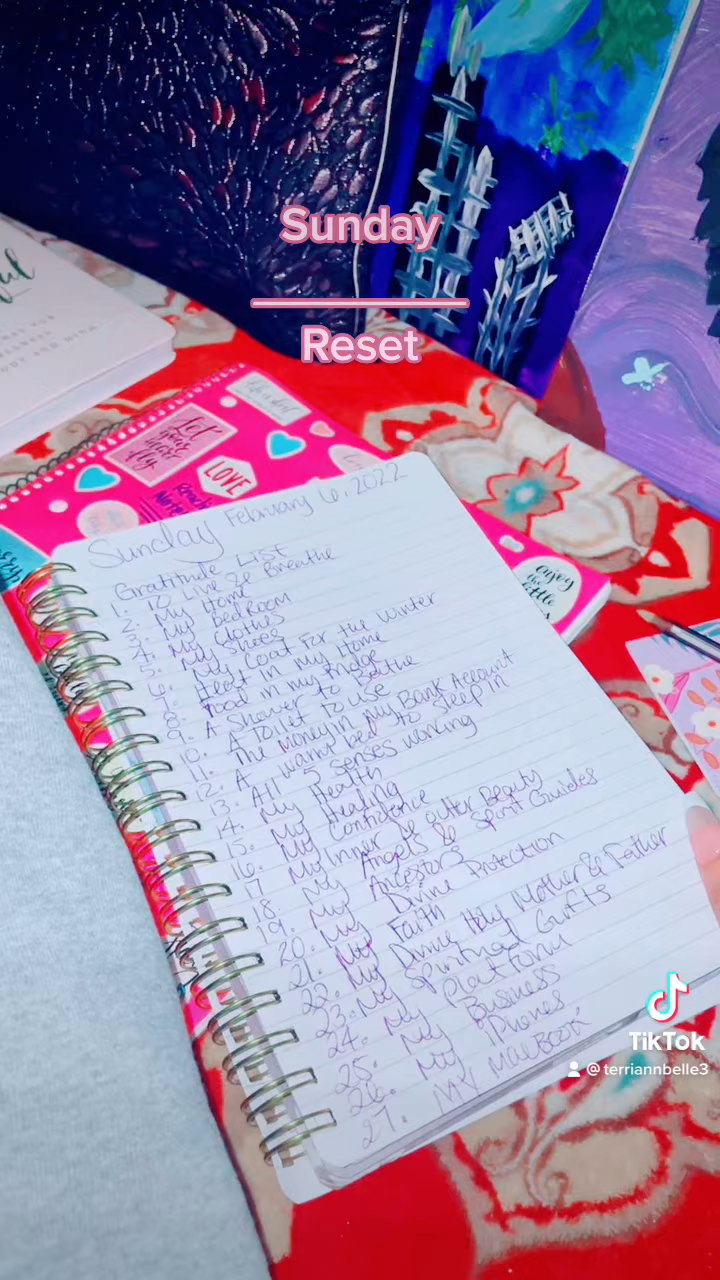 Sunday
Reset
Let
your
fly
LOVE
enjoy
the
little
Sunday February 6, 2022
Gratitude LIST
1. To Live & Breathe
2. My Home
3. My BedRoom
4. My Clothes
5. My Shoes
6. My Coat For the Winter
7. Heat in my Home
8. Food in my Fridge
9. A Shower to Bathe
10. A Toilet to use
11. The Money in my Bank Account
12. A warm bed to sleep in
13. All 5 senses working
14. My Health
15. My Healing
16. My Confidence
17 My Inner & outer Beauty
18. My Angels & Spirit Guides
19. My Ancestors
20. My Divine Protection
21. My Faith
22. My Divine Holy Mother & Father
23. My Spiritual Gifts
24. My Platform
25. My Business
26. My iPhones
27. My MacBook
TikTok
@terriannbelle3